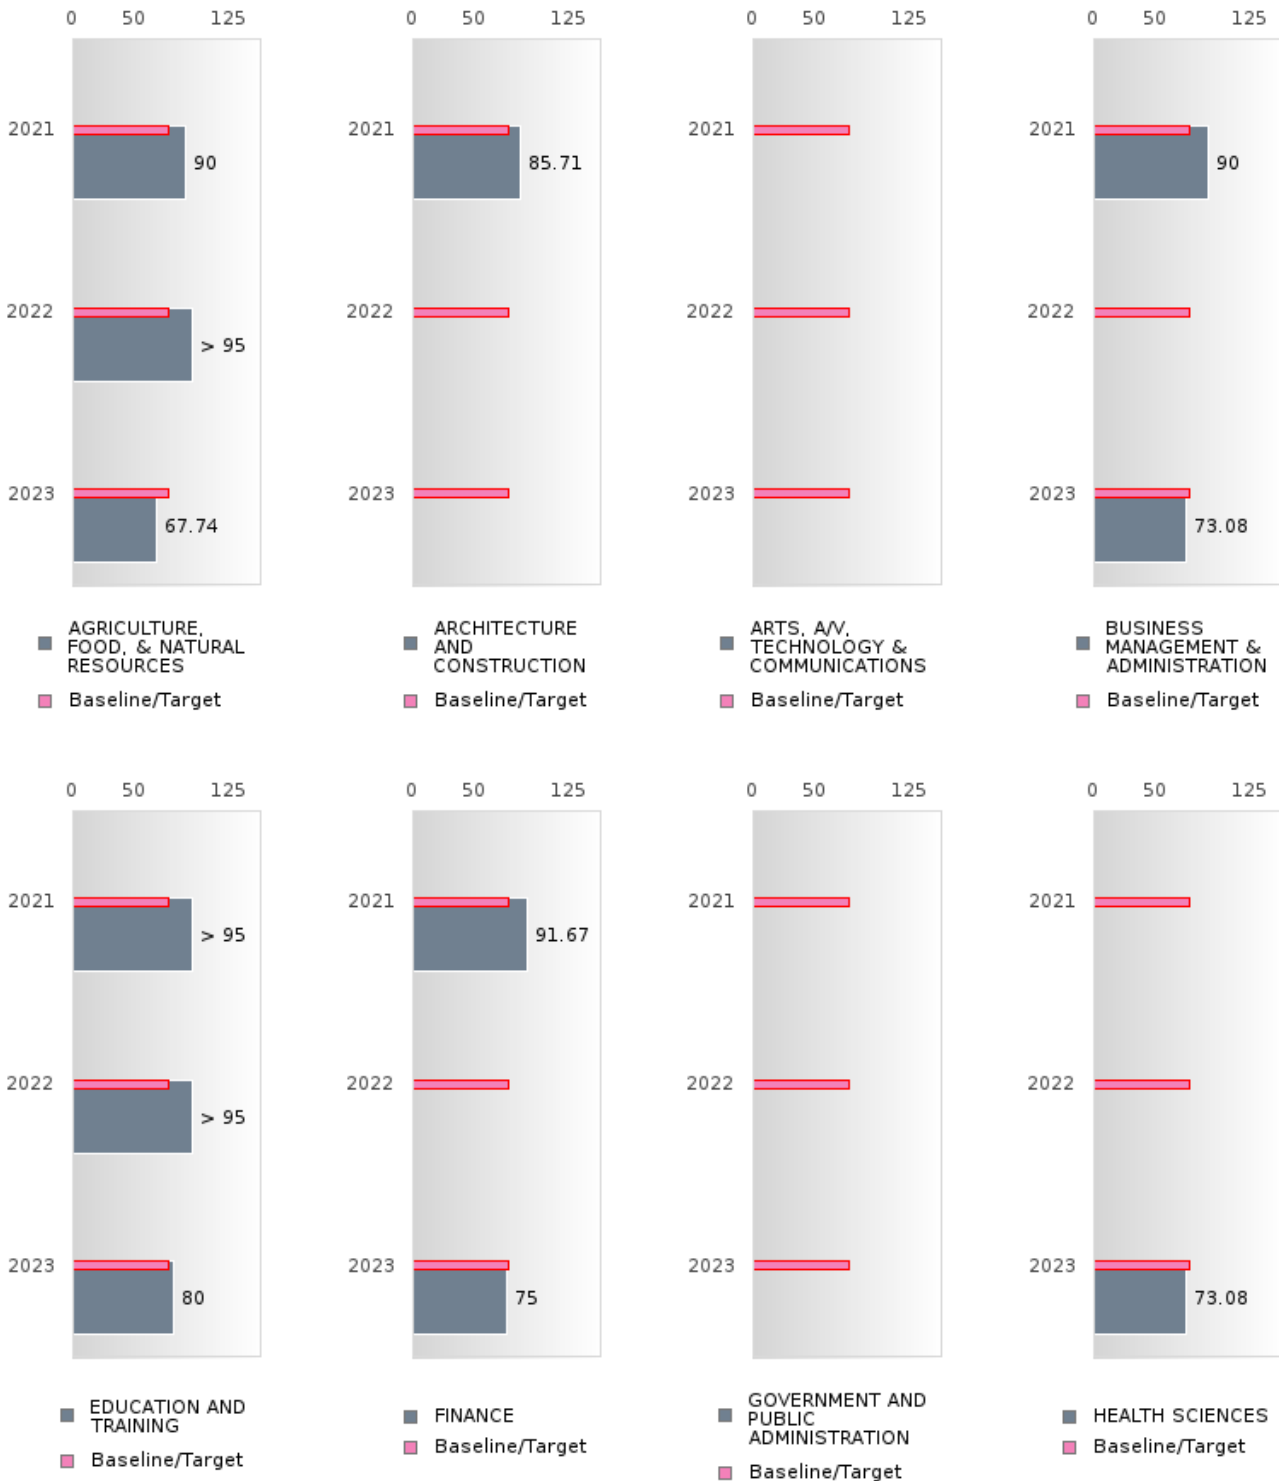 0 50 125
0 50 125
0 50 125
0 50 125
2021 90
2022 > 95
2023 67.74
2021 85.71
2022
2023
2021
2022
2023
2021 90
2022
2023 73.08
AGRICULTURE,
FOOD, & NATURAL
RESOURCES
Baseline/Target
ARCHITECTURE
AND
CONSTRUCTION
Baseline/Target
ARTS, A/V,
TECHNOLOGY &
COMMUNICATIONS
Baseline/Target
BUSINESS
MANAGEMENT &
ADMINISTRATION
Baseline/Target
0 50 125
0 50 125
0 50 125
0 50 125
2021 > 95
2022 > 95
2023 80
2021 91.67
2022
2023 75
2021
2022
2023
2021
2022
2023 73.08
EDUCATION AND
TRAINING
Baseline/Target
FINANCE
Baseline/Target
GOVERNMENT AND
PUBLIC
ADMINISTRATION
Baseline/Target
HEALTH SCIENCES
Baseline/Target